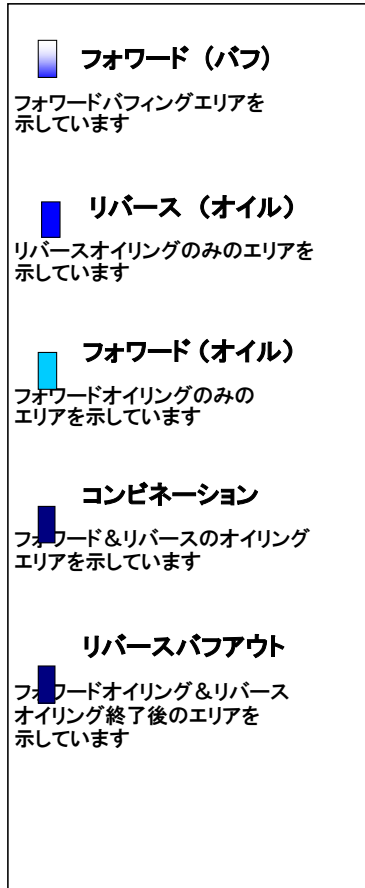 フォワード（バフ）
フォワードバフィングエリアを
示しています
リバース（オイル）
リバースオイリングのみのエリアを
示しています
フォワード（オイル）
フォワードオイリングのみの
エリアを示しています
コンビネーション
フォワード＆リバースのオイリング
エリアを示しています
リバースバフアウト
フォワードオイリング＆リバース
オイリング終了後のエリアを
示しています